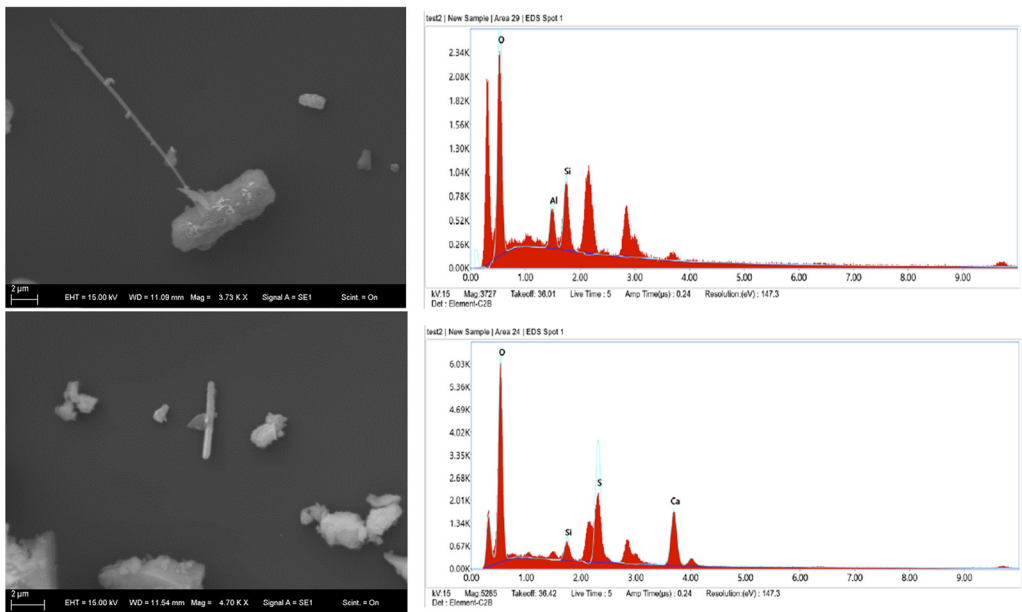 test2 | New Sample | Area 29 | EDS Spot 1
O
2.34K
2.08K
1.82K
1.56K
1.30K
1.04K
0.78K
0.52K
0.26K
0.00K
Si
Al
0.00 1.00 2.00 3.00 4.00 5.00 6.00 7.00 8.00 9.00
kV:15 Mag:3727 Takeoff: 36.01 Live Time : 5 Amp Time(µs) : 0.24 Resolution:(eV) : 147.3
Det : Element-C2B
2 µm
EHT = 15.00 kV WD = 11.09 mm Mag = 3.73 K X Signal A = SE1 Scint. = On
test2 | New Sample | Area 24 | EDS Spot 1
O
6.03K
5.36K
4.69K
4.02K
3.35K
2.68K
2.01K
1.34K
0.67K
0.00K
S
Ca
Si
0.00 1.00 2.00 3.00 4.00 5.00 6.00 7.00 8.00 9.00
kV:15 Mag:5285 Takeoff: 36.42 Live Time : 5 Amp Time(µs) : 0.24 Resolution:(eV) : 147.3
Det : Element-C2B
2 µm
EHT = 15.00 kV WD = 11.54 mm Mag = 4.70 K X Signal A = SE1 Scint. = On